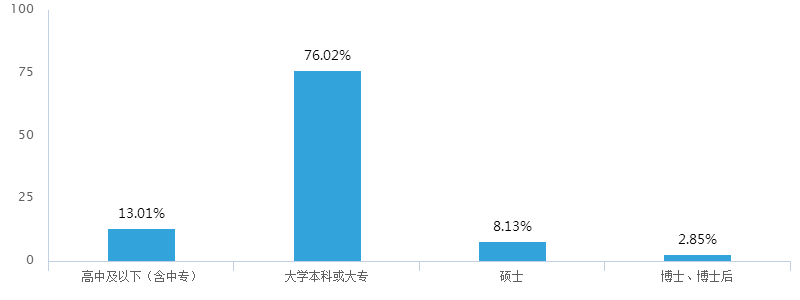 100
76.02%
75
50
25
13.01%
8.13%
2.85%
0
高中及以下（含中专）
大学本科或大专
硕士
博士、博士后